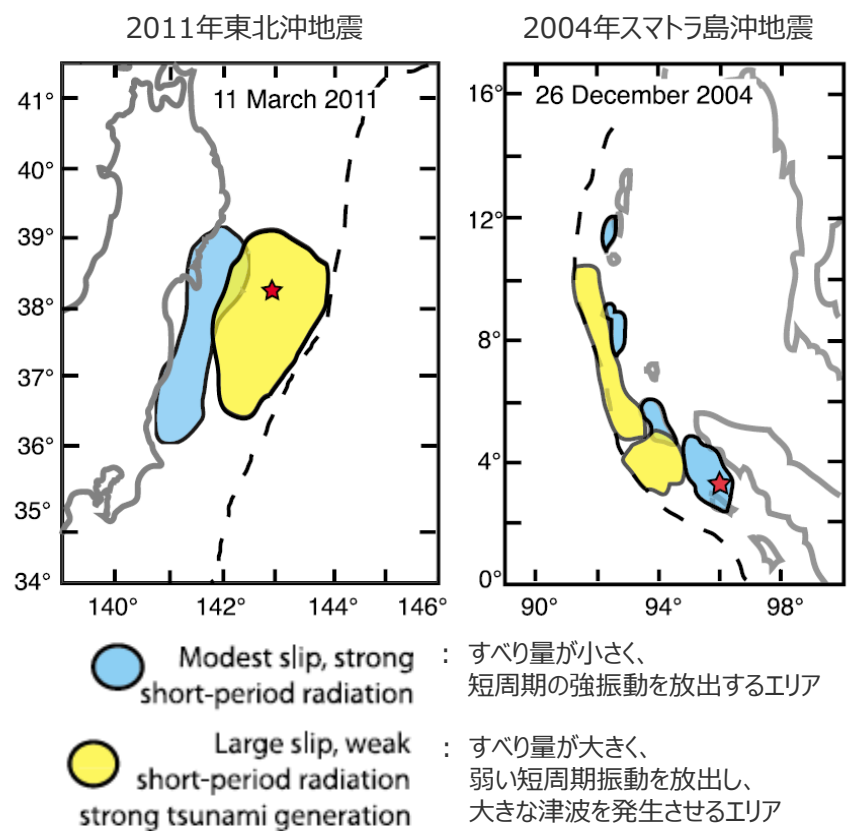 2011年東北沖地震
2004年スマトラ島沖地震
11 March 2011
41°
40°
39°
38°
37°
36°
35°
34°
140°
142°
144°
146°
26 December 2004
16°
12°
8°
4°
0°
90°
94°
98°
Modest slip, strong
short-period radiation
: すべり量が小さく、
短周期の強振動を放出するエリア
Large slip, weak
short-period radiation
strong tsunami generation
: すべり量が大きく、
弱い短周期振動を放出し、
大きな津波を発生させるエリア